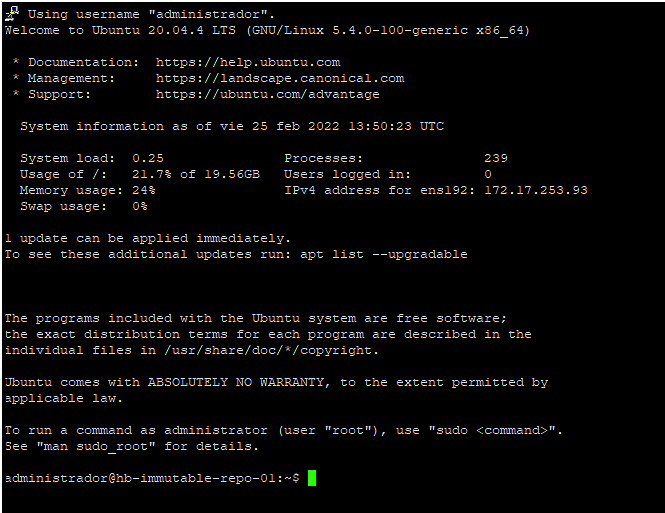 Using username "administrador".
Welcome to Ubuntu 20.04.4 LTS (GNU/Linux 5.4.0-100-generic x86_64)
* Documentation:  https://help.ubuntu.com
* Management:     https://landscape.canonical.com
* Support:        https://ubuntu.com/advantage
System information as of vie 25 feb 2022 13:50:23 UTC
System load:  0.25               Processes:               239
Usage of /:   21.7% of 19.56GB   Users logged in:         0
Memory usage: 24%                IPv4 address for ens192: 172.17.253.93
Swap usage:   0%
1 update can be applied immediately.
To see these additional updates run: apt list --upgradable
The programs included with the Ubuntu system are free software;
the exact distribution terms for each program are described in the
individual files in /usr/share/doc/*/copyright.
Ubuntu comes with ABSOLUTELY NO WARRANTY, to the extent permitted by
applicable law.
To run a command as administrator (user "root"), use "sudo <command>".
See "man sudo_root" for details.
administrador@hb-immutable-repo-01:~$